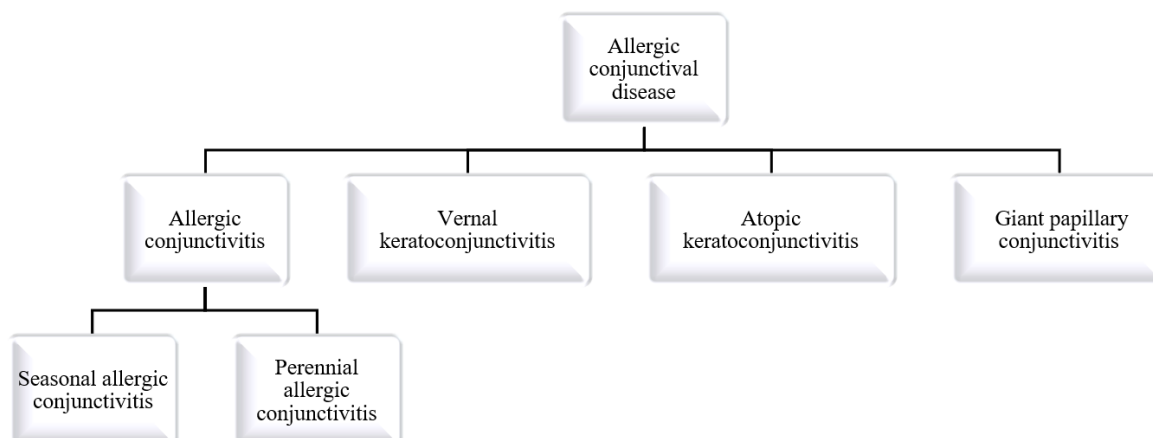 Allergic
conjunctival
disease
Allergic
conjunctivitis
Vernal
keratoconjunctivitis
Atopic
keratoconjunctivitis
Giant papillary
conjunctivitis
Seasonal allergic
conjunctivitis
Perennial
allergic
conjunctivitis